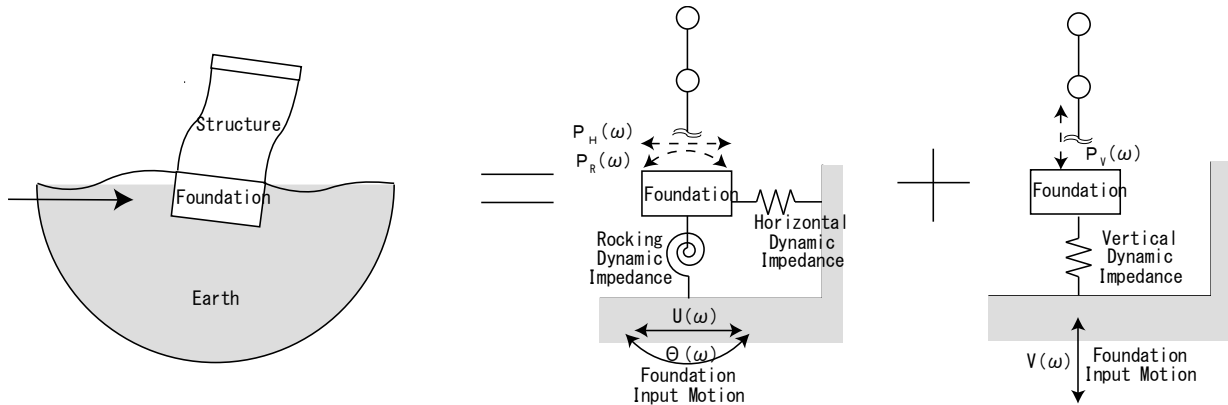 Structure
Foundation
Earth
P_H(ω)
P_R(ω)
Foundation
Horizontal
Dynamic
Impedance
Rocking
Dynamic
Impedance
U(ω)
Θ(ω)
Foundation
Input Motion
P_V(ω)
Foundation
Vertical
Dynamic
Impedance
V(ω)
Foundation
Input Motion